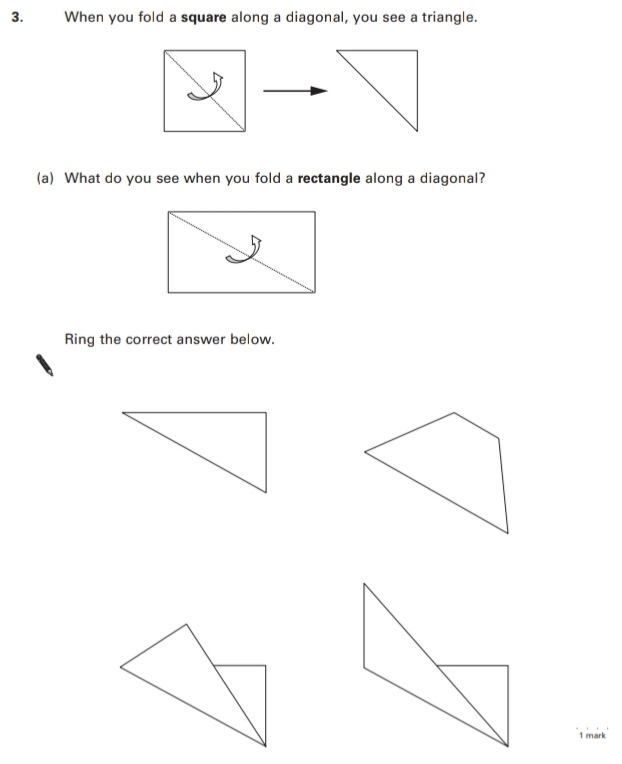 3. When you fold a square along a diagonal, you see a triangle.
(a) What do you see when you fold a rectangle along a diagonal?
Ring the correct answer below.
1 mark